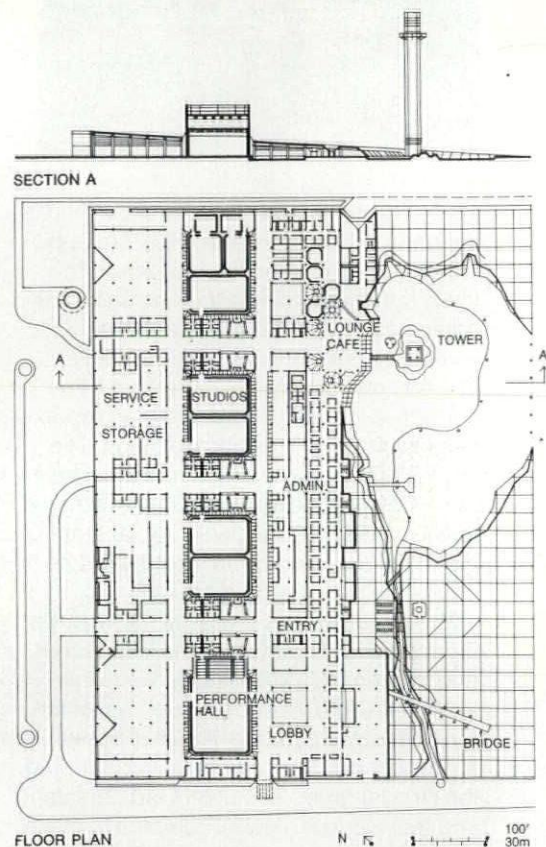 SECTION A
LOUNGE
CAFE
TOWER
A
A
SERVICE
STUDIOS
STORAGE
ADMIN
ENTRY
PERFORMANCE
HALL
LOBBY
BRIDGE
FLOOR PLAN
N
100'
30m